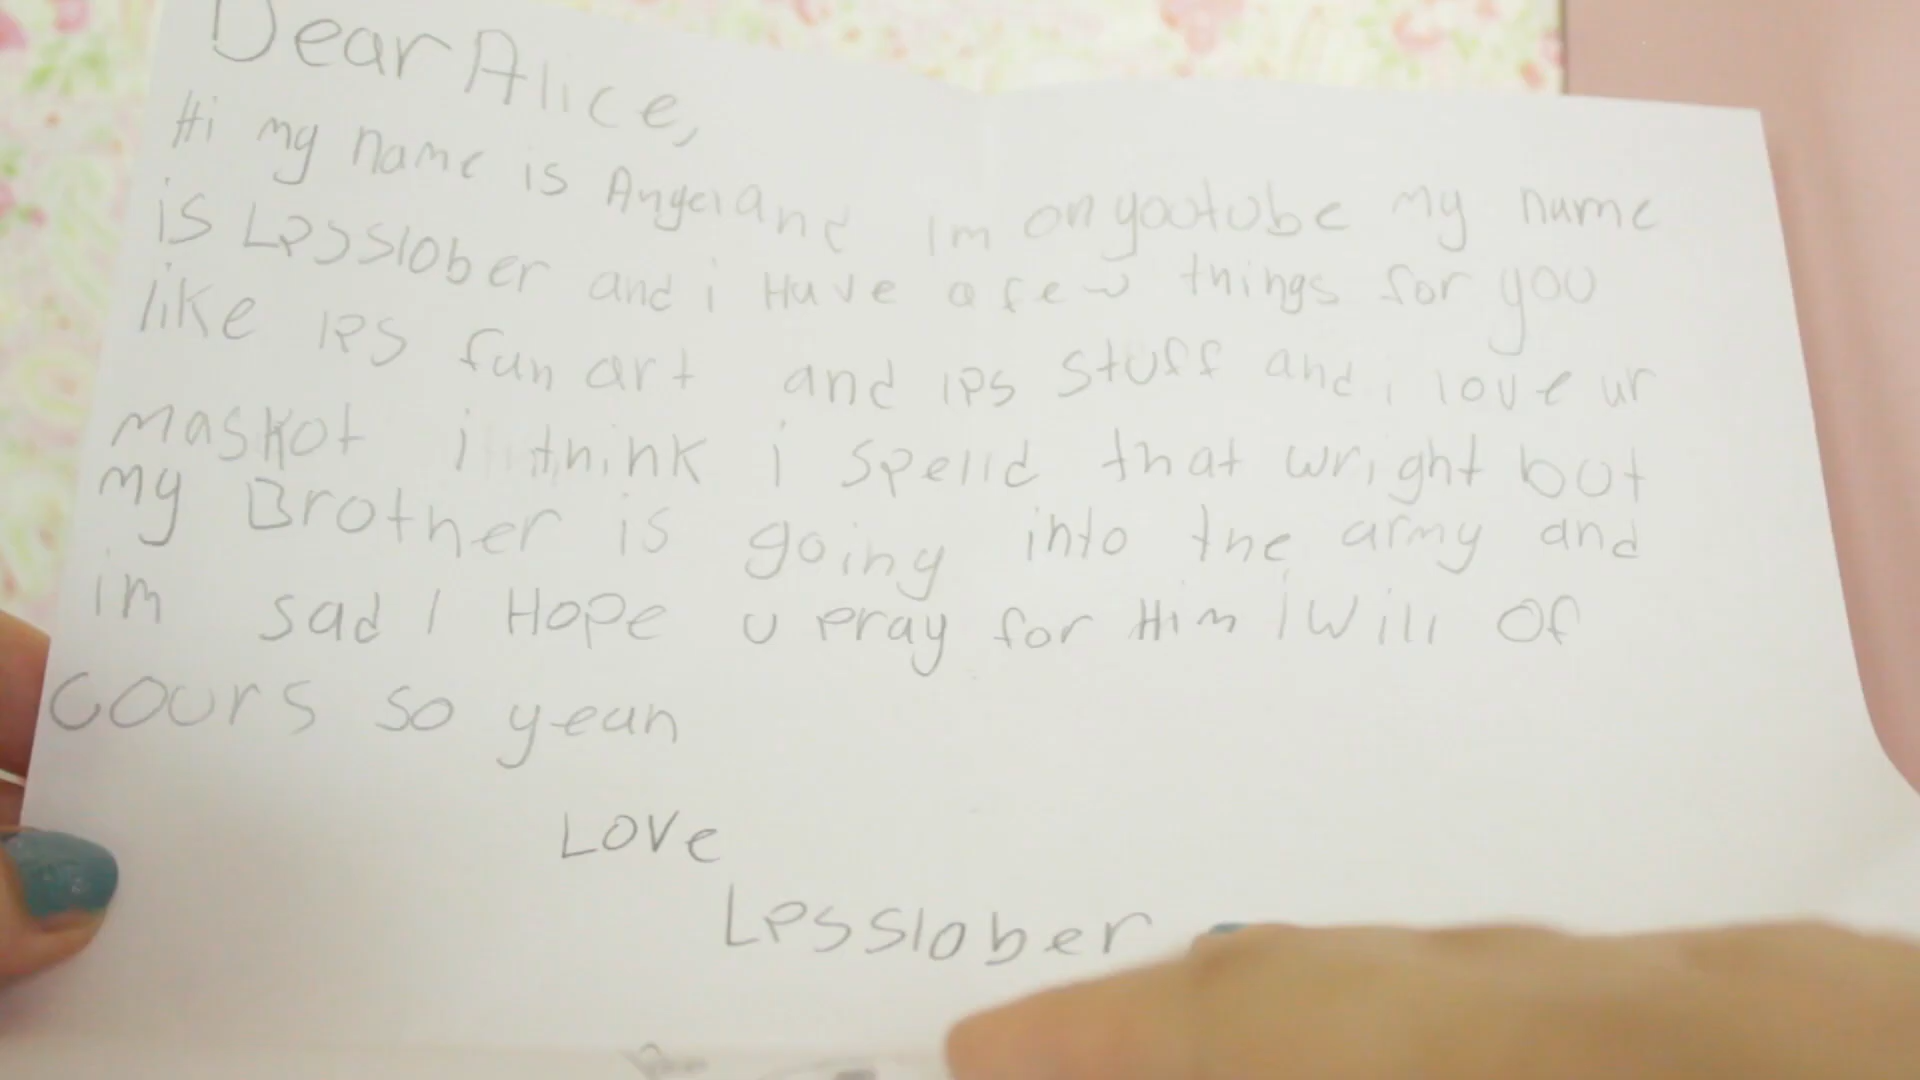 Dear Alice,
Hi my name is Angel and im on youtube my name
is Lpsslober and i Have a few things for you
like lps fun art and lps stuff and i love ur
maskot i think i spelld that wright but
my Brother is going into the army and
im sad I Hope u pray for Him i Will Of
cours so yeah
LOVe
Lpsslober